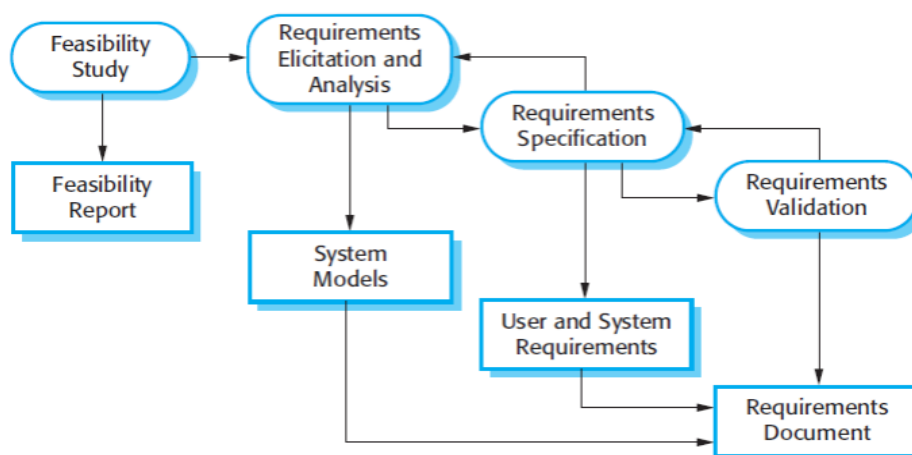 Feasibility
Study
Requirements
Elicitation and
Analysis
Requirements
Specification
Requirements
Validation
Feasibility
Report
System
Models
User and System
Requirements
Requirements
Document